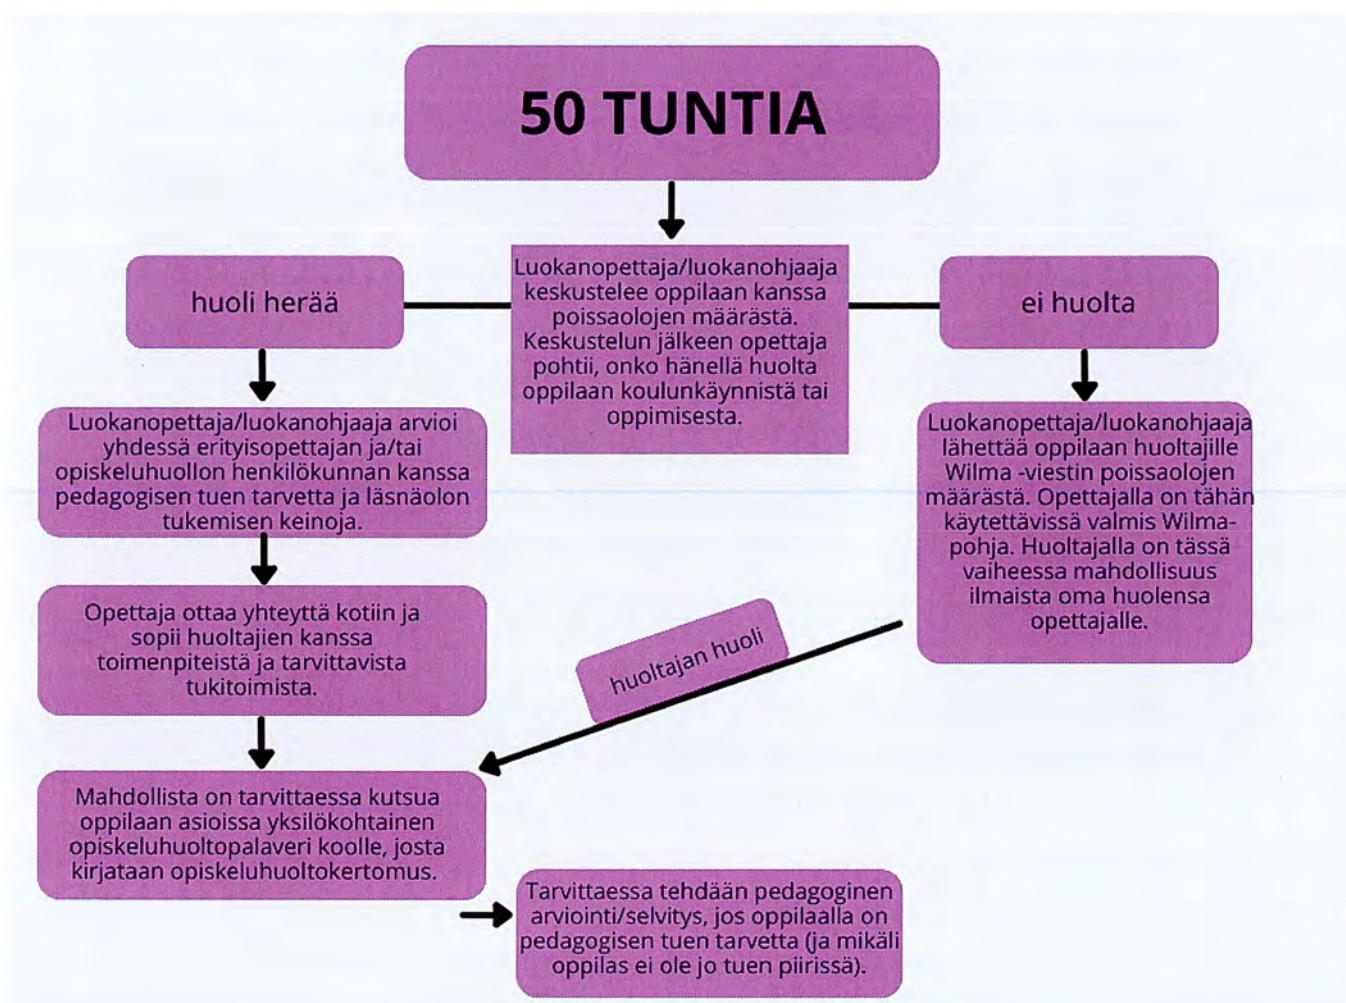 50 TUNTIA
huoli herää
Luokanopettaja/luokanohjaaja
keskustelee oppilaan kanssa
poissaolojen määrästä.
Keskustelun jälkeen opettaja
pohtii, onko hänellä huolta
oppilaan koulunkäynnistä tai
oppimisesta.
ei huolta
Luokanopettaja/luokanohjaaja arvioi
yhdessä erityisopettajan ja/tai
opiskeluhuollon henkilökunnan kanssa
pedagogisen tuen tarvetta ja läsnäolon
tukemisen keinoja.
Luokanopettaja/luokanohjaaja
lähettää oppilaan huoltajille
Wilma -viestin poissaolojen
määrästä. Opettajalla on tähän
käytettävissä valmis Wilma-
pohja. Huoltajalla on tässä
vaiheessa mahdollisuus
ilmaista oma huolensa
opettajalle.
Opettaja ottaa yhteyttä kotiin ja
sopii huoltajien kanssa
toimenpiteistä ja tarvittavista
tukitoimista.
huoltajan huoli
Mahdollista on tarvittaessa kutsua
oppilaan asioissa yksilökohtainen
opiskeluhuoltopalaveri koolle, josta
kirjataan opiskeluhuoltokertomus.
Tarvittaessa tehdään pedagoginen
arviointi/selvitys, jos oppilaalla on
pedagogisen tuen tarvetta (ja mikäli
oppilas ei ole jo tuen piirissä).